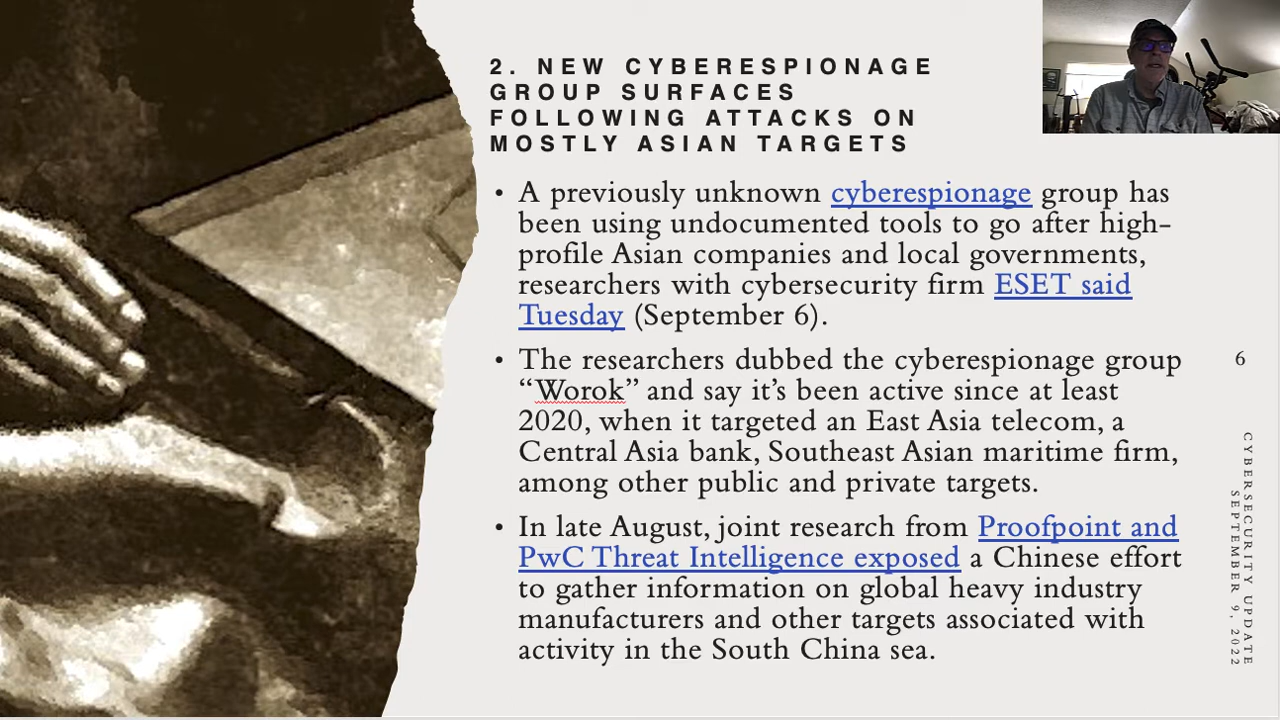 2. NEW CYBERESPIONAGE
GROUP SURFACES
FOLLOWING ATTACKS ON
MOSTLY ASIAN TARGETS
• A previously unknown cyberespionage group has
been using undocumented tools to go after high-
profile Asian companies and local governments,
researchers with cybersecurity firm ESET said
Tuesday (September 6).
• The researchers dubbed the cyberespionage group
“Worok” and say it’s been active since at least
2020, when it targeted an East Asia telecom, a
Central Asia bank, Southeast Asian maritime firm,
among other public and private targets.
• In late August, joint research from Proofpoint and
PwC Threat Intelligence exposed a Chinese effort
to gather information on global heavy industry
manufacturers and other targets associated with
activity in the South China sea.
6
CYBERSECURITY UPDATE
SEPTEMBER 9, 2022